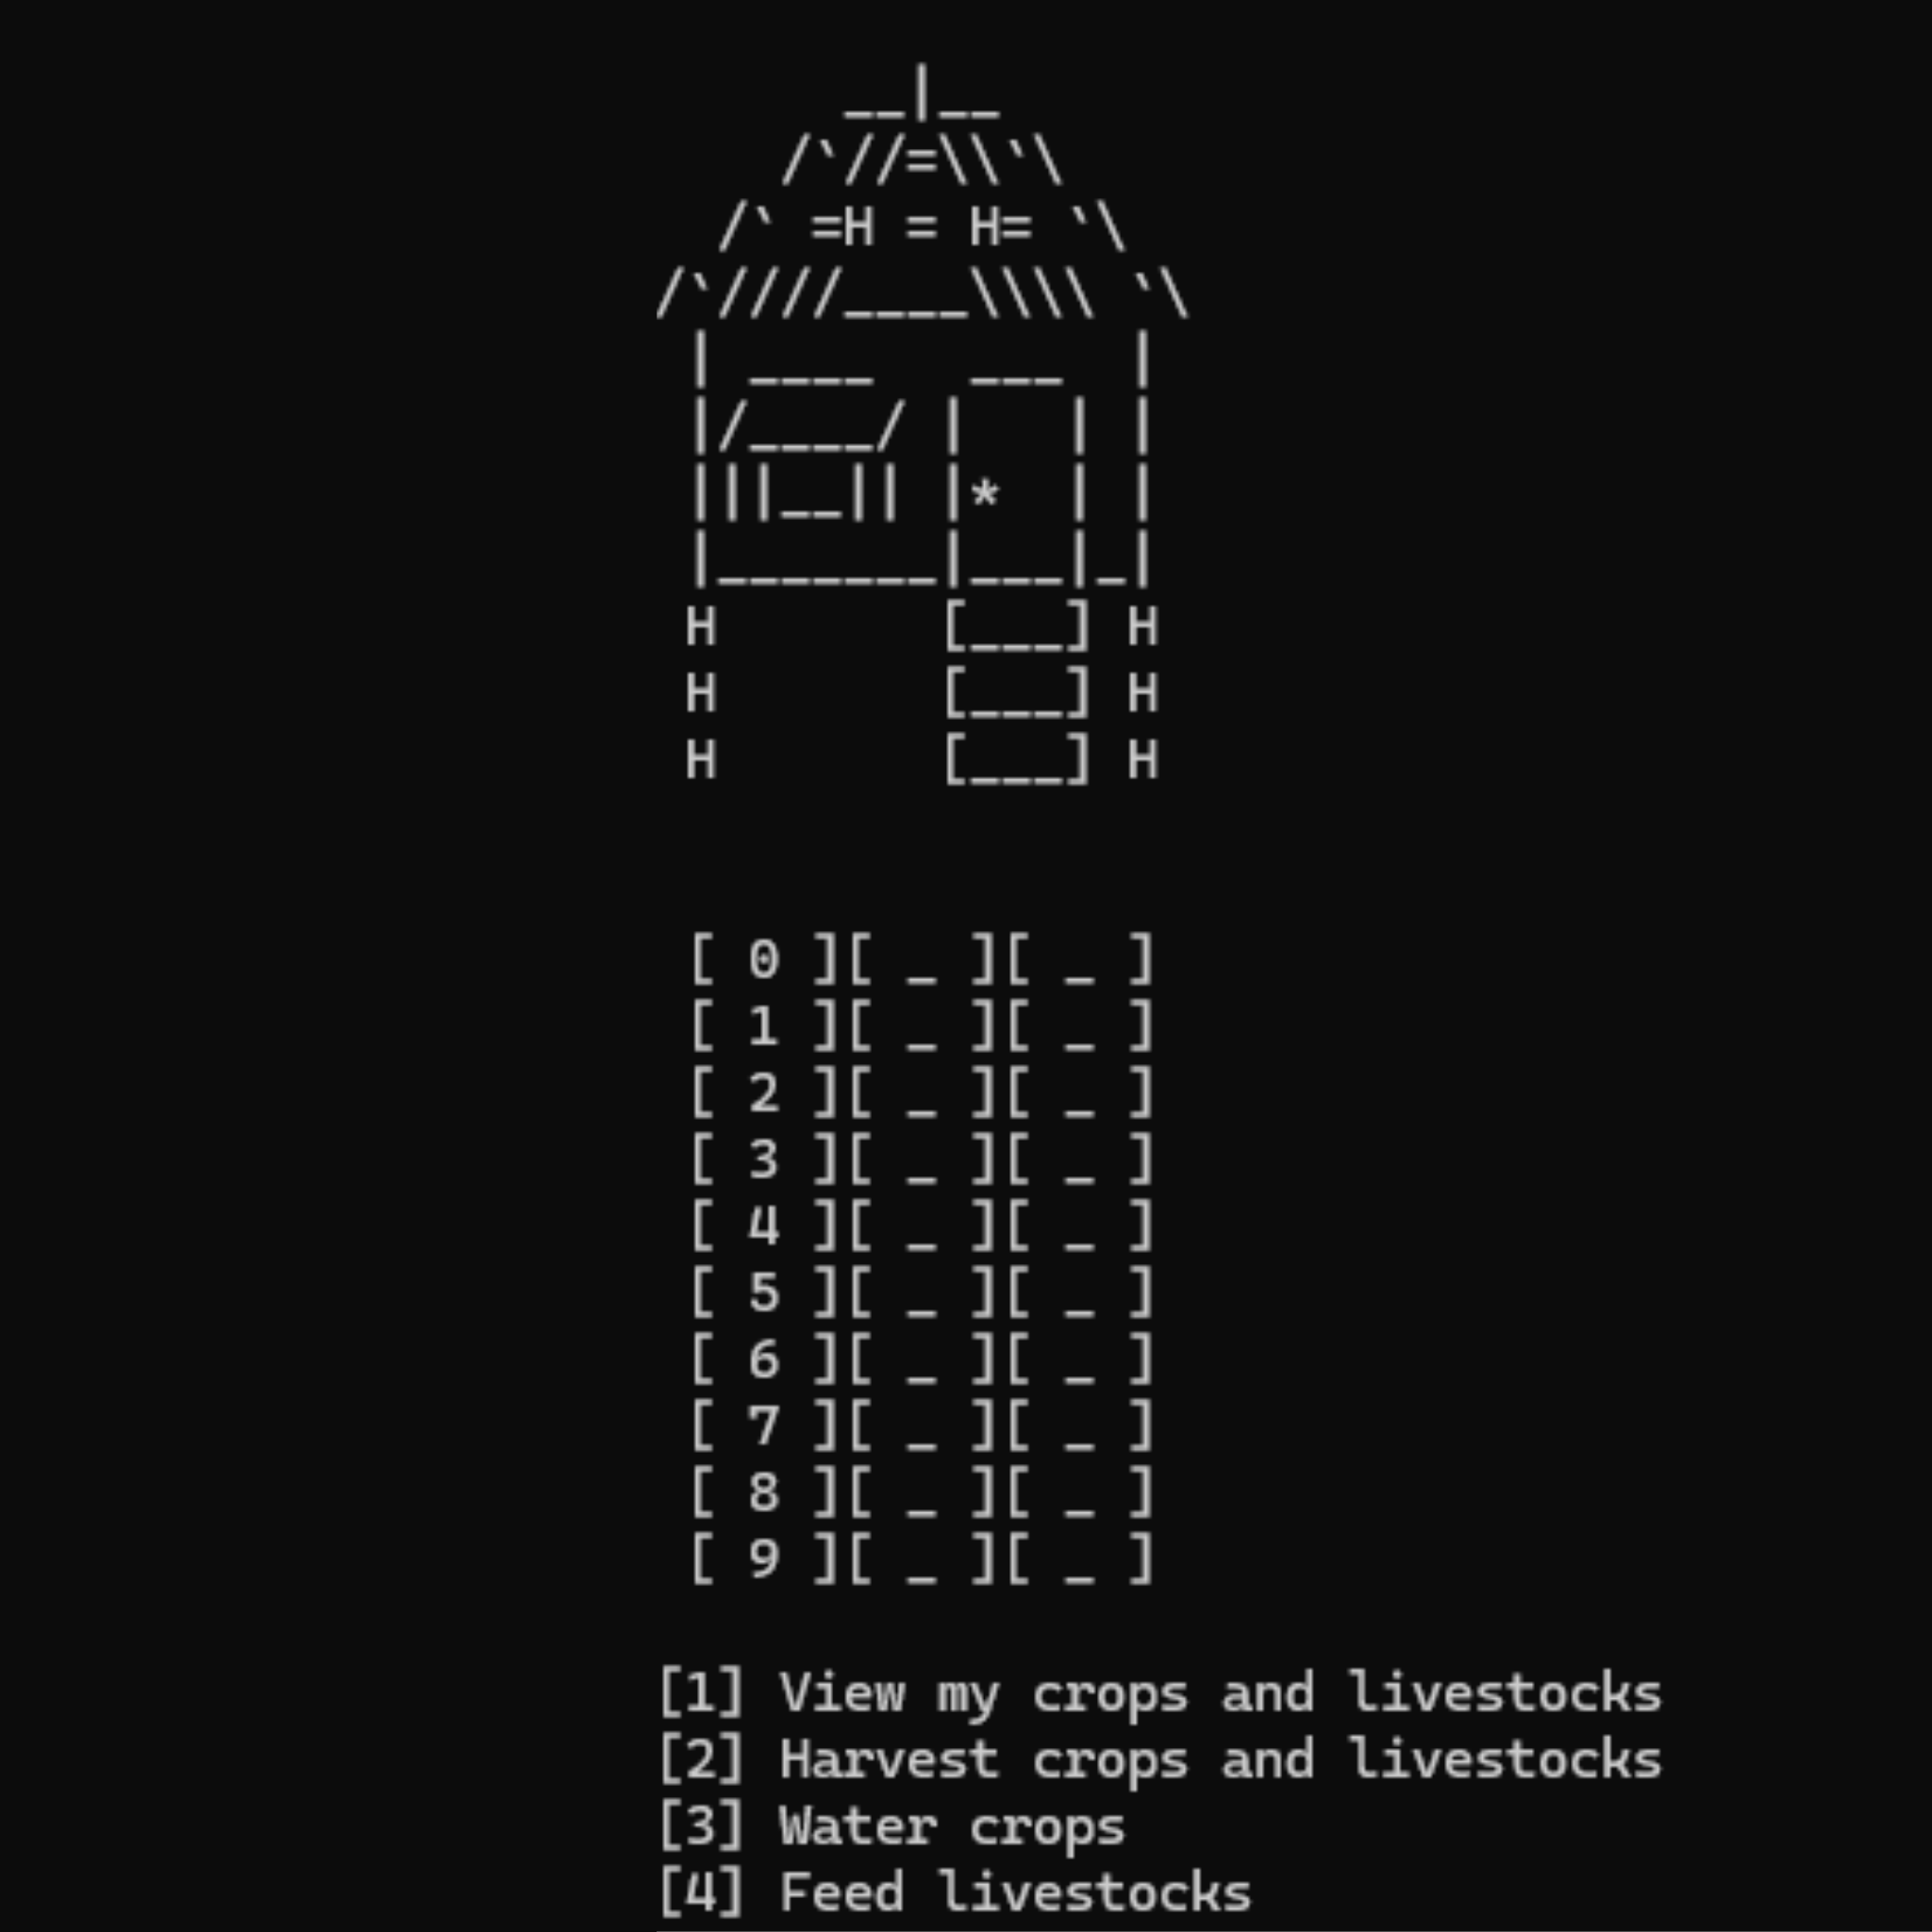 __|__
    /`//=\\`\
  /` =H = H= `\
/`////____\\\\ `\
 | ____   ___  |
 |/____/ |   | |
 |||__|| |*  | |
 |_______|___|_|
 H       [___] H
 H       [___] H
 H       [___] H
[ 0 ][ _ ][ _ ]
[ 1 ][ _ ][ _ ]
[ 2 ][ _ ][ _ ]
[ 3 ][ _ ][ _ ]
[ 4 ][ _ ][ _ ]
[ 5 ][ _ ][ _ ]
[ 6 ][ _ ][ _ ]
[ 7 ][ _ ][ _ ]
[ 8 ][ _ ][ _ ]
[ 9 ][ _ ][ _ ]
[1] View my crops and livestocks
[2] Harvest crops and livestocks
[3] Water crops
[4] Feed livestocks